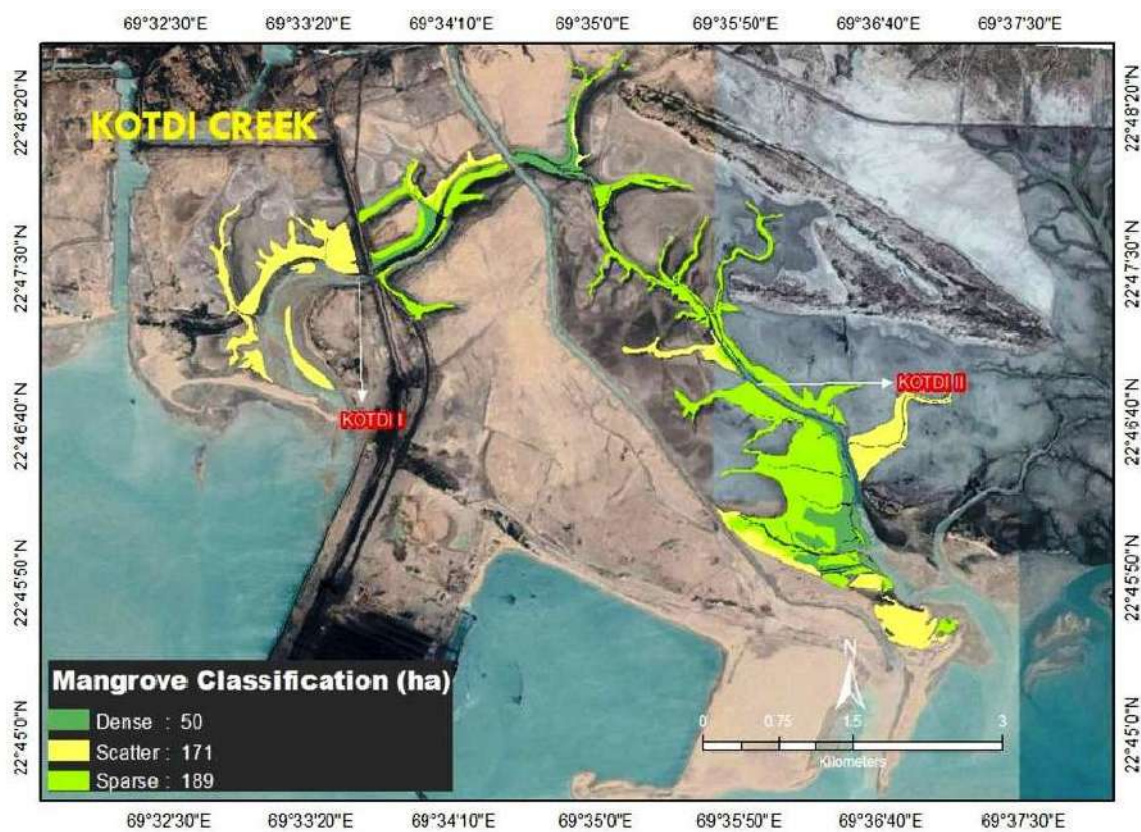 69°32'30"E 69°33'20"E 69°34'10"E 69°35'0"E 69°35'50"E 69°36'40"E 69°37'30"E
22°48'20"N 22°48'20"N
KOTDI CREEK
22°47'30"N 22°47'30"N
KOTDI II
KOTDI I
22°46'40"N 22°46'40"N
22°45'50"N 22°45'50"N
N
Mangrove Classification (ha)
Dense : 50
Scatter : 171
Sparse : 189
0 0.75 1.5 3
Kilometers
22°45'0"N 22°45'0"N
69°32'30"E 69°33'20"E 69°34'10"E 69°35'0"E 69°35'50"E 69°36'40"E 69°37'30"E